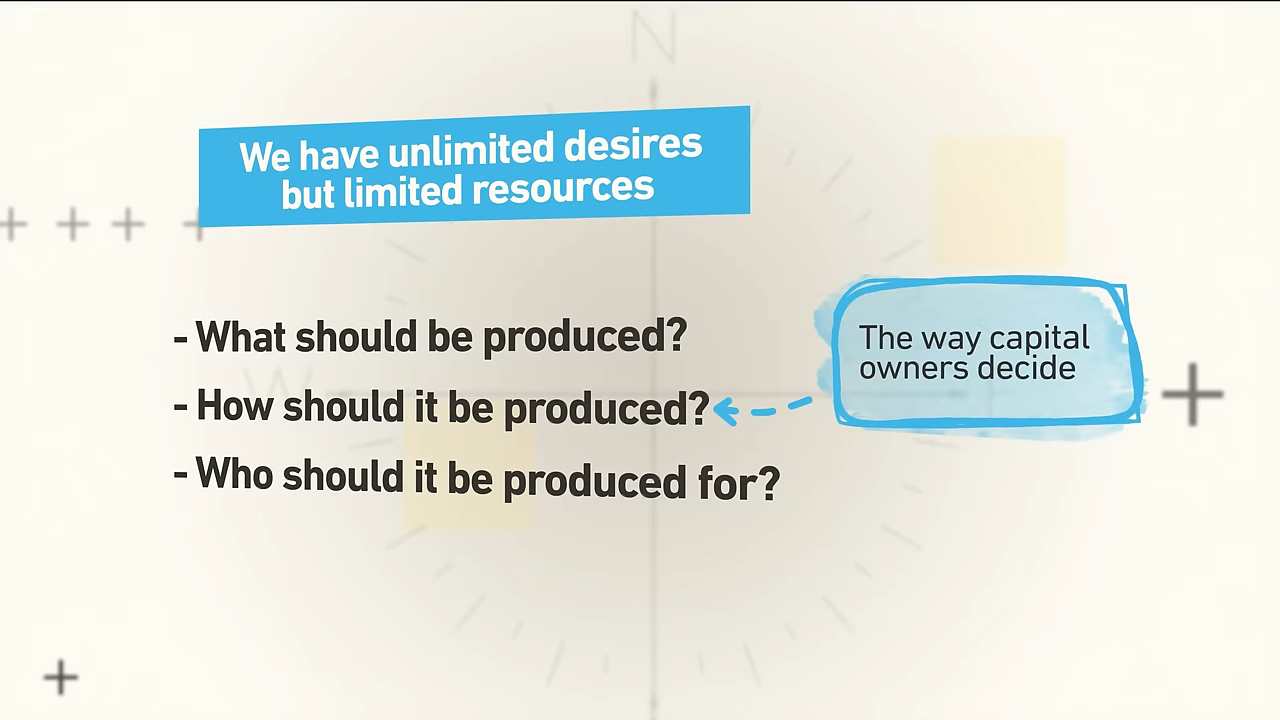 N
We have unlimited desires
but limited resources
- What should be produced?
The way capital
owners decide
W
- How should it be produced?
- Who should it be produced for?